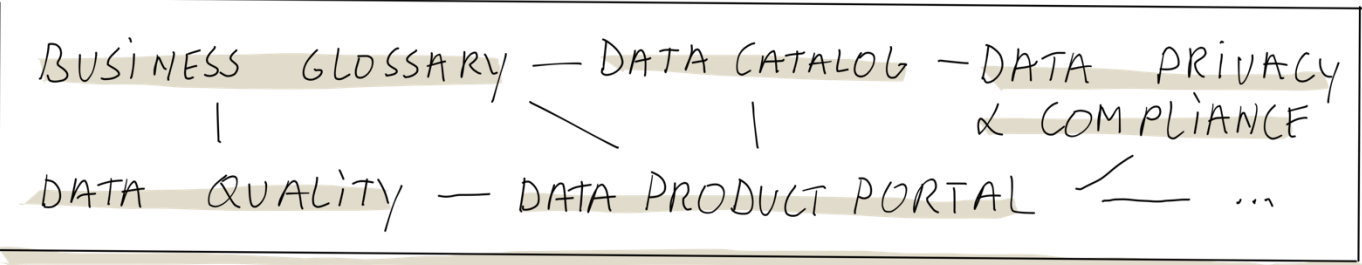 BUSINESS GLOSSARY — DATA CATALOG — DATA PRIVACY
& COMPLIANCE
DATA QUALITY — DATA PRODUCT PORTAL — ...